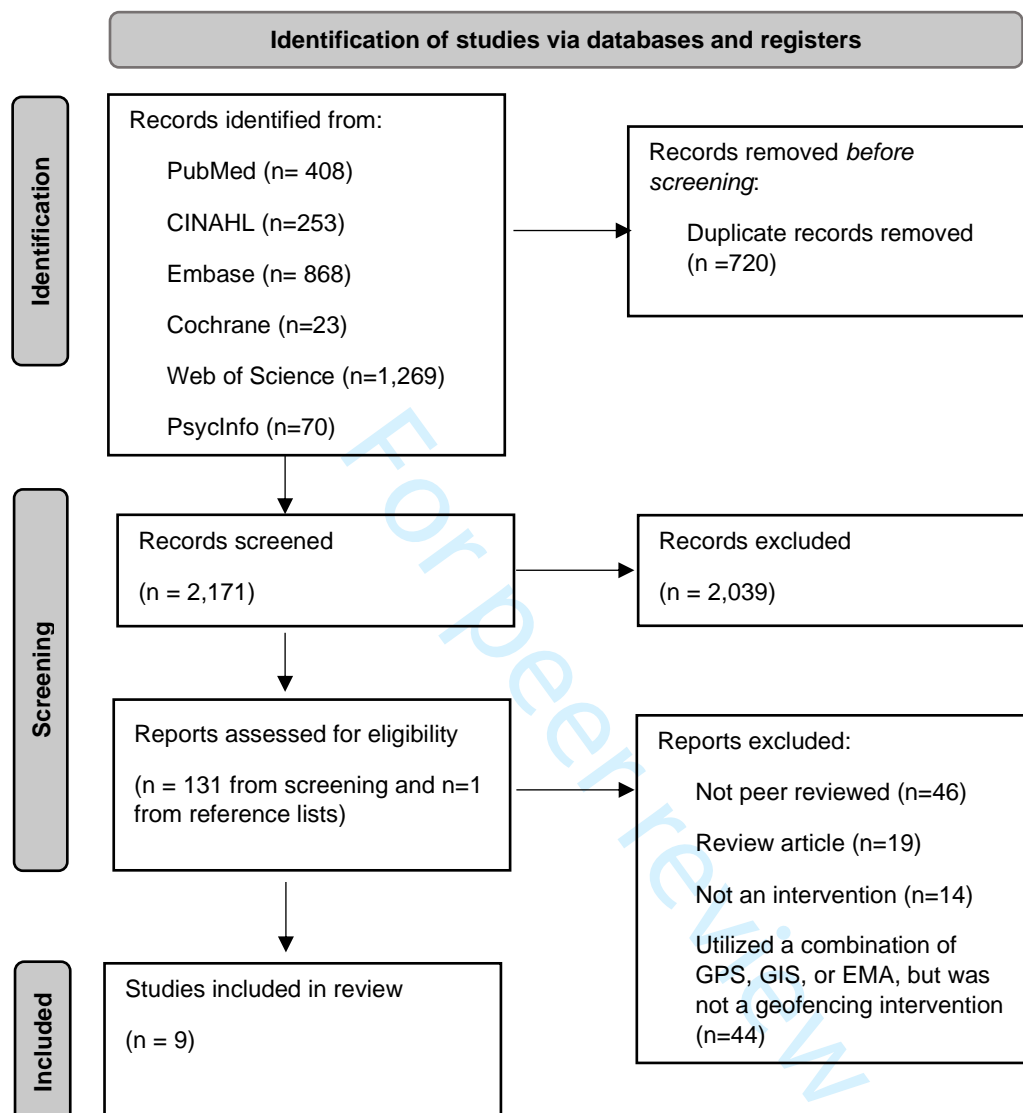 Identification of studies via databases and registers
Identification
Records identified from:
PubMed (n= 408)
CINAHL (n=253)
Embase (n= 868)
Cochrane (n=23)
Web of Science (n=1,269)
PsycInfo (n=70)
Records removed before
screening:
Duplicate records removed
(n =720)
Screening
Records screened
(n = 2,171)
Records excluded
(n = 2,039)
Reports assessed for eligibility
(n = 131 from screening and n=1
from reference lists)
Reports excluded:
Not peer reviewed (n=46)
Review article (n=19)
Not an intervention (n=14)
Utilized a combination of
GPS, GIS, or EMA, but was
not a geofencing intervention
(n=44)
Included
Studies included in review
(n = 9)
For peer review